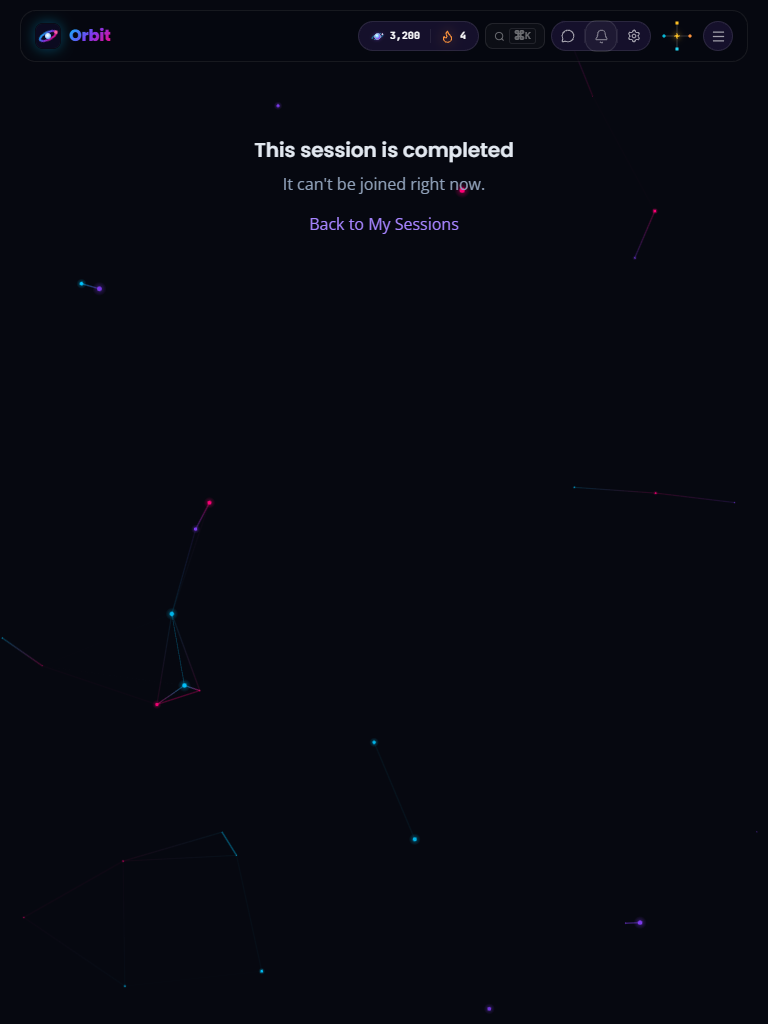 Orbit
3,200
4
⌘K
This session is completed
It can't be joined right now.
Back to My Sessions